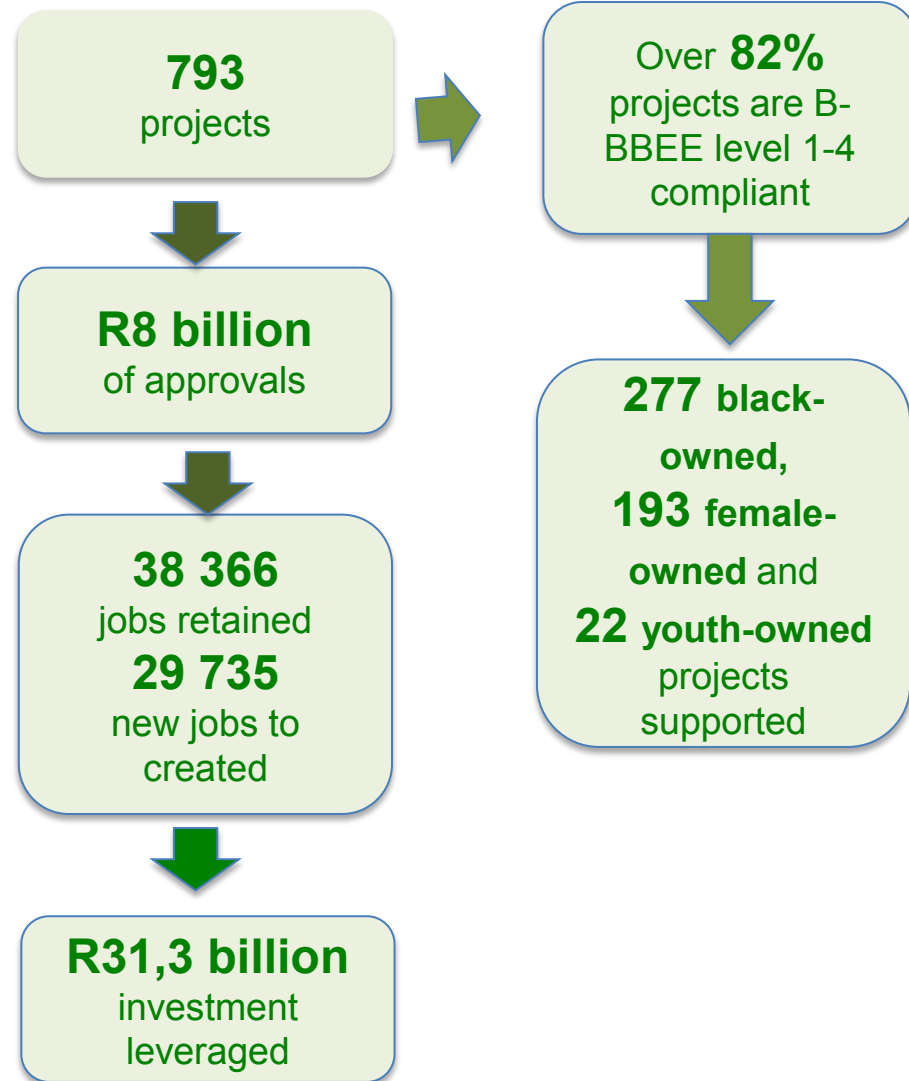 793
projects
Over 82%
projects are B-
BBEE level 1-4
compliant
R8 billion
of approvals
277 black-
owned,
193 female-
owned and
22 youth-owned
projects
supported
38 366
jobs retained
29 735
new jobs to
created
R31,3 billion
investment
leveraged